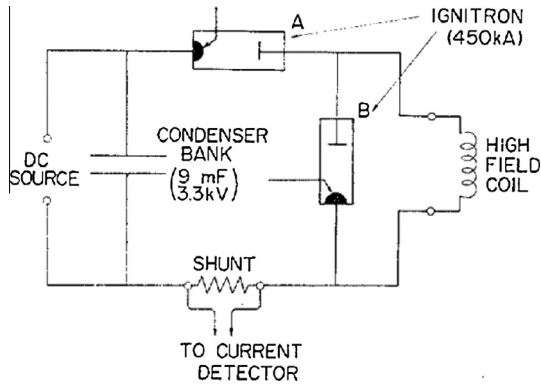 A
IGNITRON
(450kA)
B
DC
SOURCE
CONDENSER
BANK
(9 mF
3.3kV)
HIGH
FIELD
COIL
SHUNT
TO CURRENT
DETECTOR